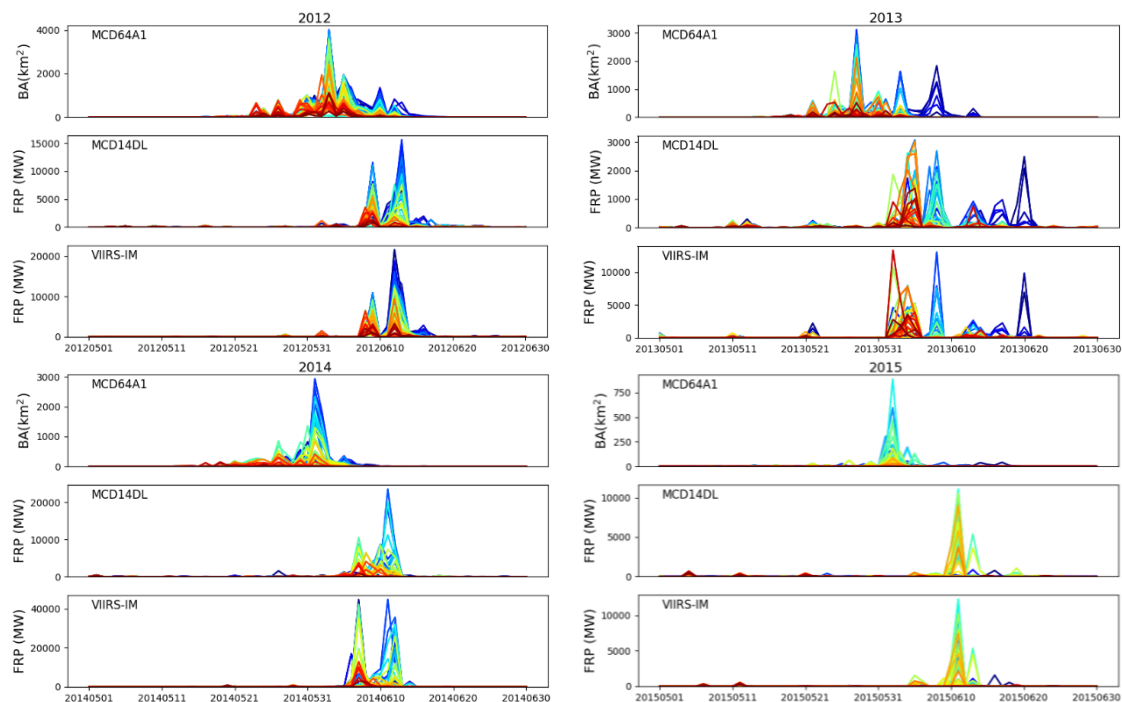 2012
MCD64A1
BA(km²)
4000
2000
0
MCD14DL
FRP (MW)
15000
10000
5000
0
VIIRS-IM
FRP (MW)
20000
10000
0
20120501 20120511 20120521 20120531 20120610 20120620 20120630
2013
MCD64A1
BA(km²)
3000
2000
1000
0
MCD14DL
FRP (MW)
3000
2000
1000
0
VIIRS-IM
FRP (MW)
10000
5000
0
20130501 20130511 20130521 20130531 20130610 20130620 20130630
2014
MCD64A1
BA(km²)
3000
2000
1000
0
MCD14DL
FRP (MW)
20000
10000
0
VIIRS-IM
FRP (MW)
40000
20000
0
20140501 20140511 20140521 20140531 20140610 20140620 20140630
2015
MCD64A1
BA(km²)
750
500
250
0
MCD14DL
FRP (MW)
10000
5000
0
VIIRS-IM
FRP (MW)
10000
5000
0
20150501 20150511 20150521 20150531 20150610 20150620 20150630